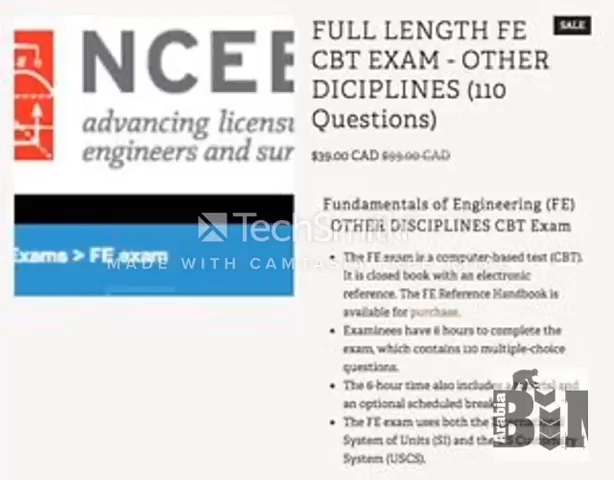 NCEE
advancing licensu
engineers and sur
Exams > FE exam
FULL LENGTH FE
CBT EXAM - OTHER
DICIPLINES (110
Questions)
SALE
$39.00 CAD $99.00 CAD
Fundamentals of Engineering (FE)
OTHER DISCIPLINES CBT Exam
• The FE exam is a computer-based test (CBT).
It is closed book with an electronic
reference. The FE Reference Handbook is
available for purchase.
• Examinees have 6 hours to complete the
exam, which contains 110 multiple-choice
questions.
• The 6-hour time also includes a and
an optional scheduled break
• The FE exam uses both the
System of Units (SI) and the US Customary
System (USCS).
TechSmith
MADE WITH CAMTAS
Arabia
BIM